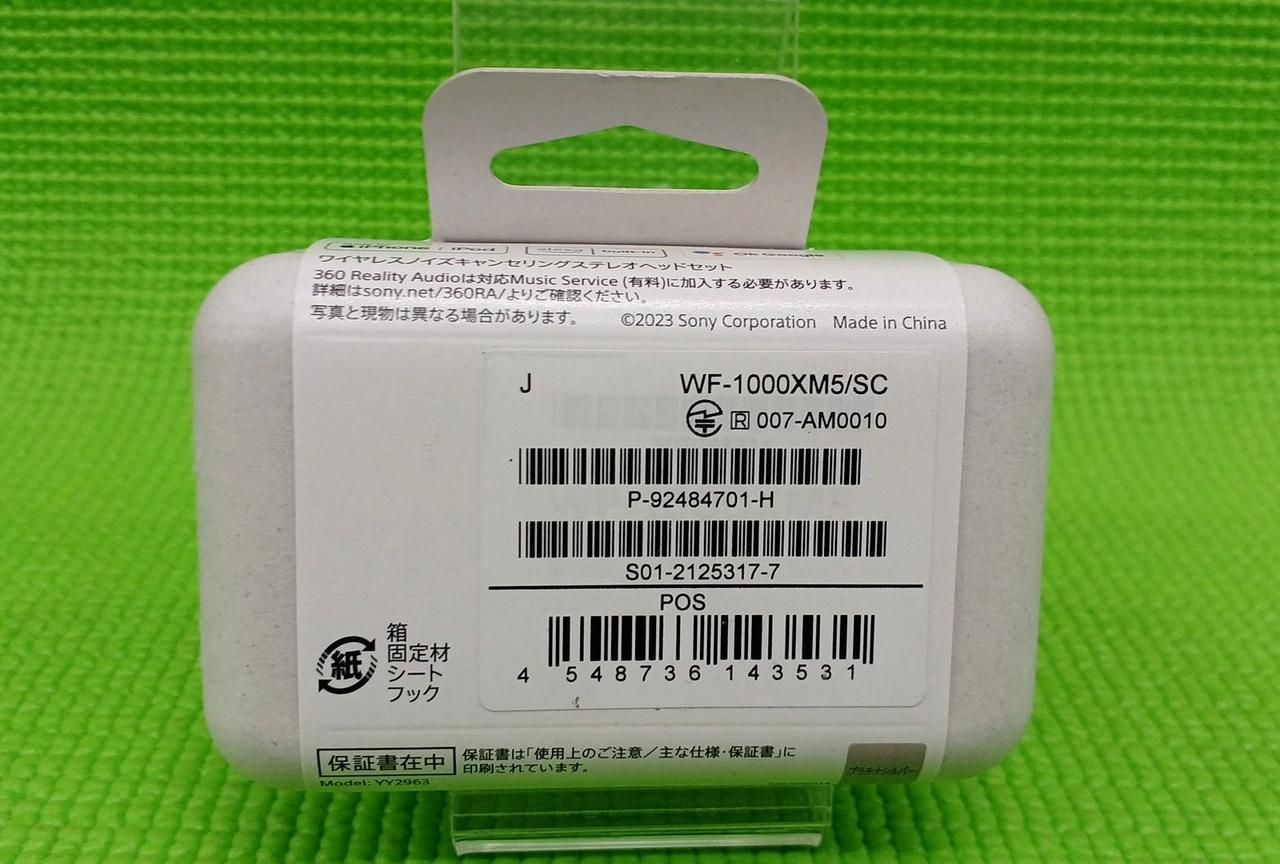 iPhone | iPod built-in OK Google
ワイヤレスノイズキャンセリングステレオヘッドセット
360 Reality Audioは対応Music Service (有料)に加入する必要があります。
詳細はsony.net/360RA/よりご確認ください。
写真と現物は異なる場合があります。 ©2023 Sony Corporation Made in China
J WF-1000XM5/SC
R 007-AM0010
P-92484701-H
S01-2125317-7
POS
4 548736 143531
紙
箱
固定材
シート
フック
保証書在中
保証書は「使用上のご注意/主な仕様・保証書」に
印刷されています。
プラチナシルバー
Model: YY2963